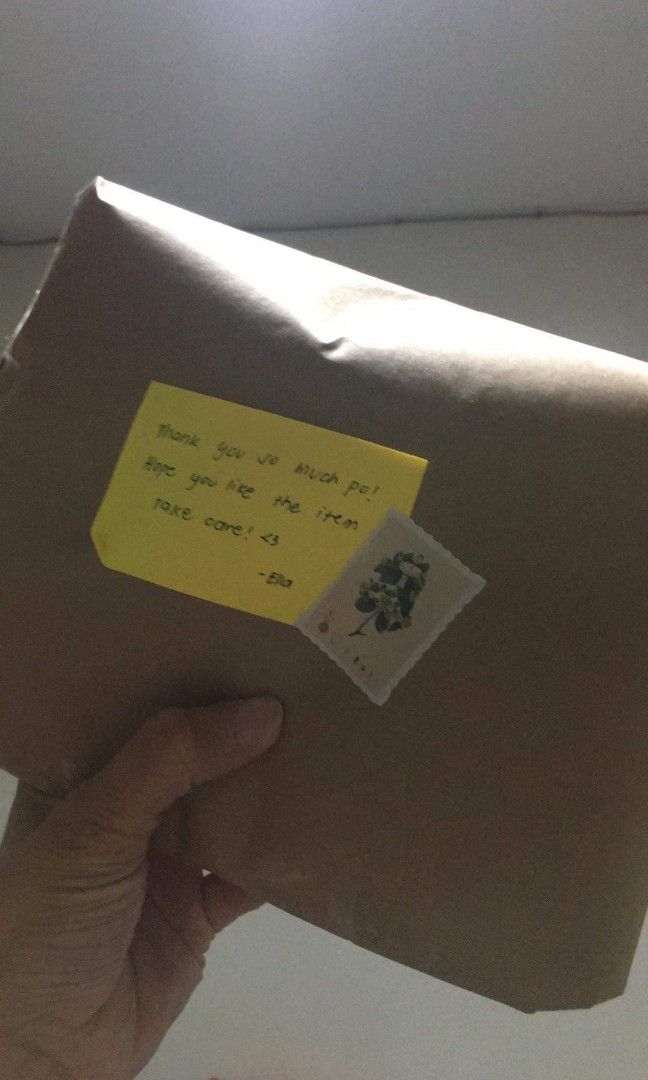 Thank you so much po!
Hope you like the item
Take care! <3
-Ella